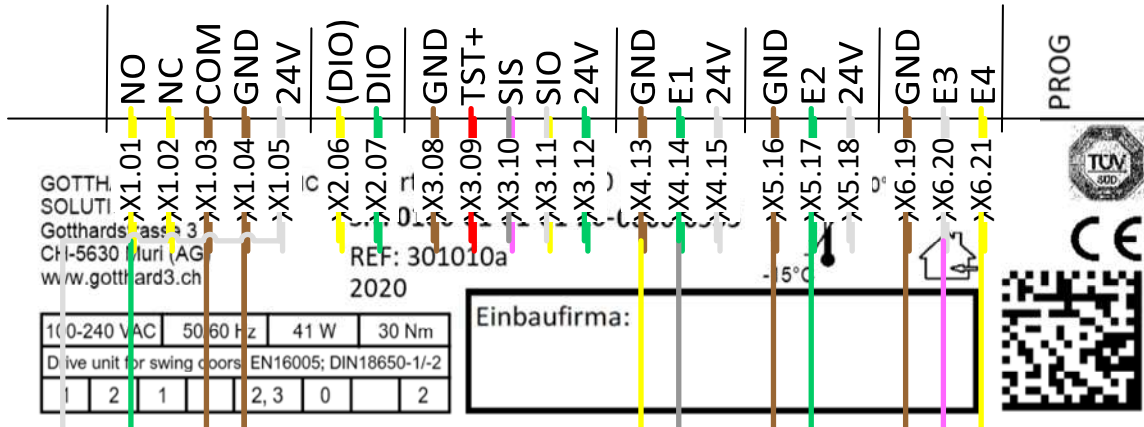 NO NC COM GND 24V (DIO) DIO GND TST+ SIS SIO 24V GND E1 24V GND E2 24V GND E3 E4 PROG
X1.01 X1.02 X1.03 X1.04 X1.05 X2.06 X2.07 X3.08 X3.09 X3.10 X3.11 X3.12 X4.13 X4.14 X4.15 X5.16 X5.17 X5.18 X6.19 X6.20 X6.21
TÜV
SÜD
Gotthardstrasse 3
CH-5630 Muri (AG)
www.gotthard3.ch
REF: 301010a
2020
-15°C
CE
Einbaufirma:
100-240 VAC 50/60 Hz 41 W 30 Nm
Drive unit for swing doors EN16005; DIN18650-1/-2
1 2 1 2, 3 0 2